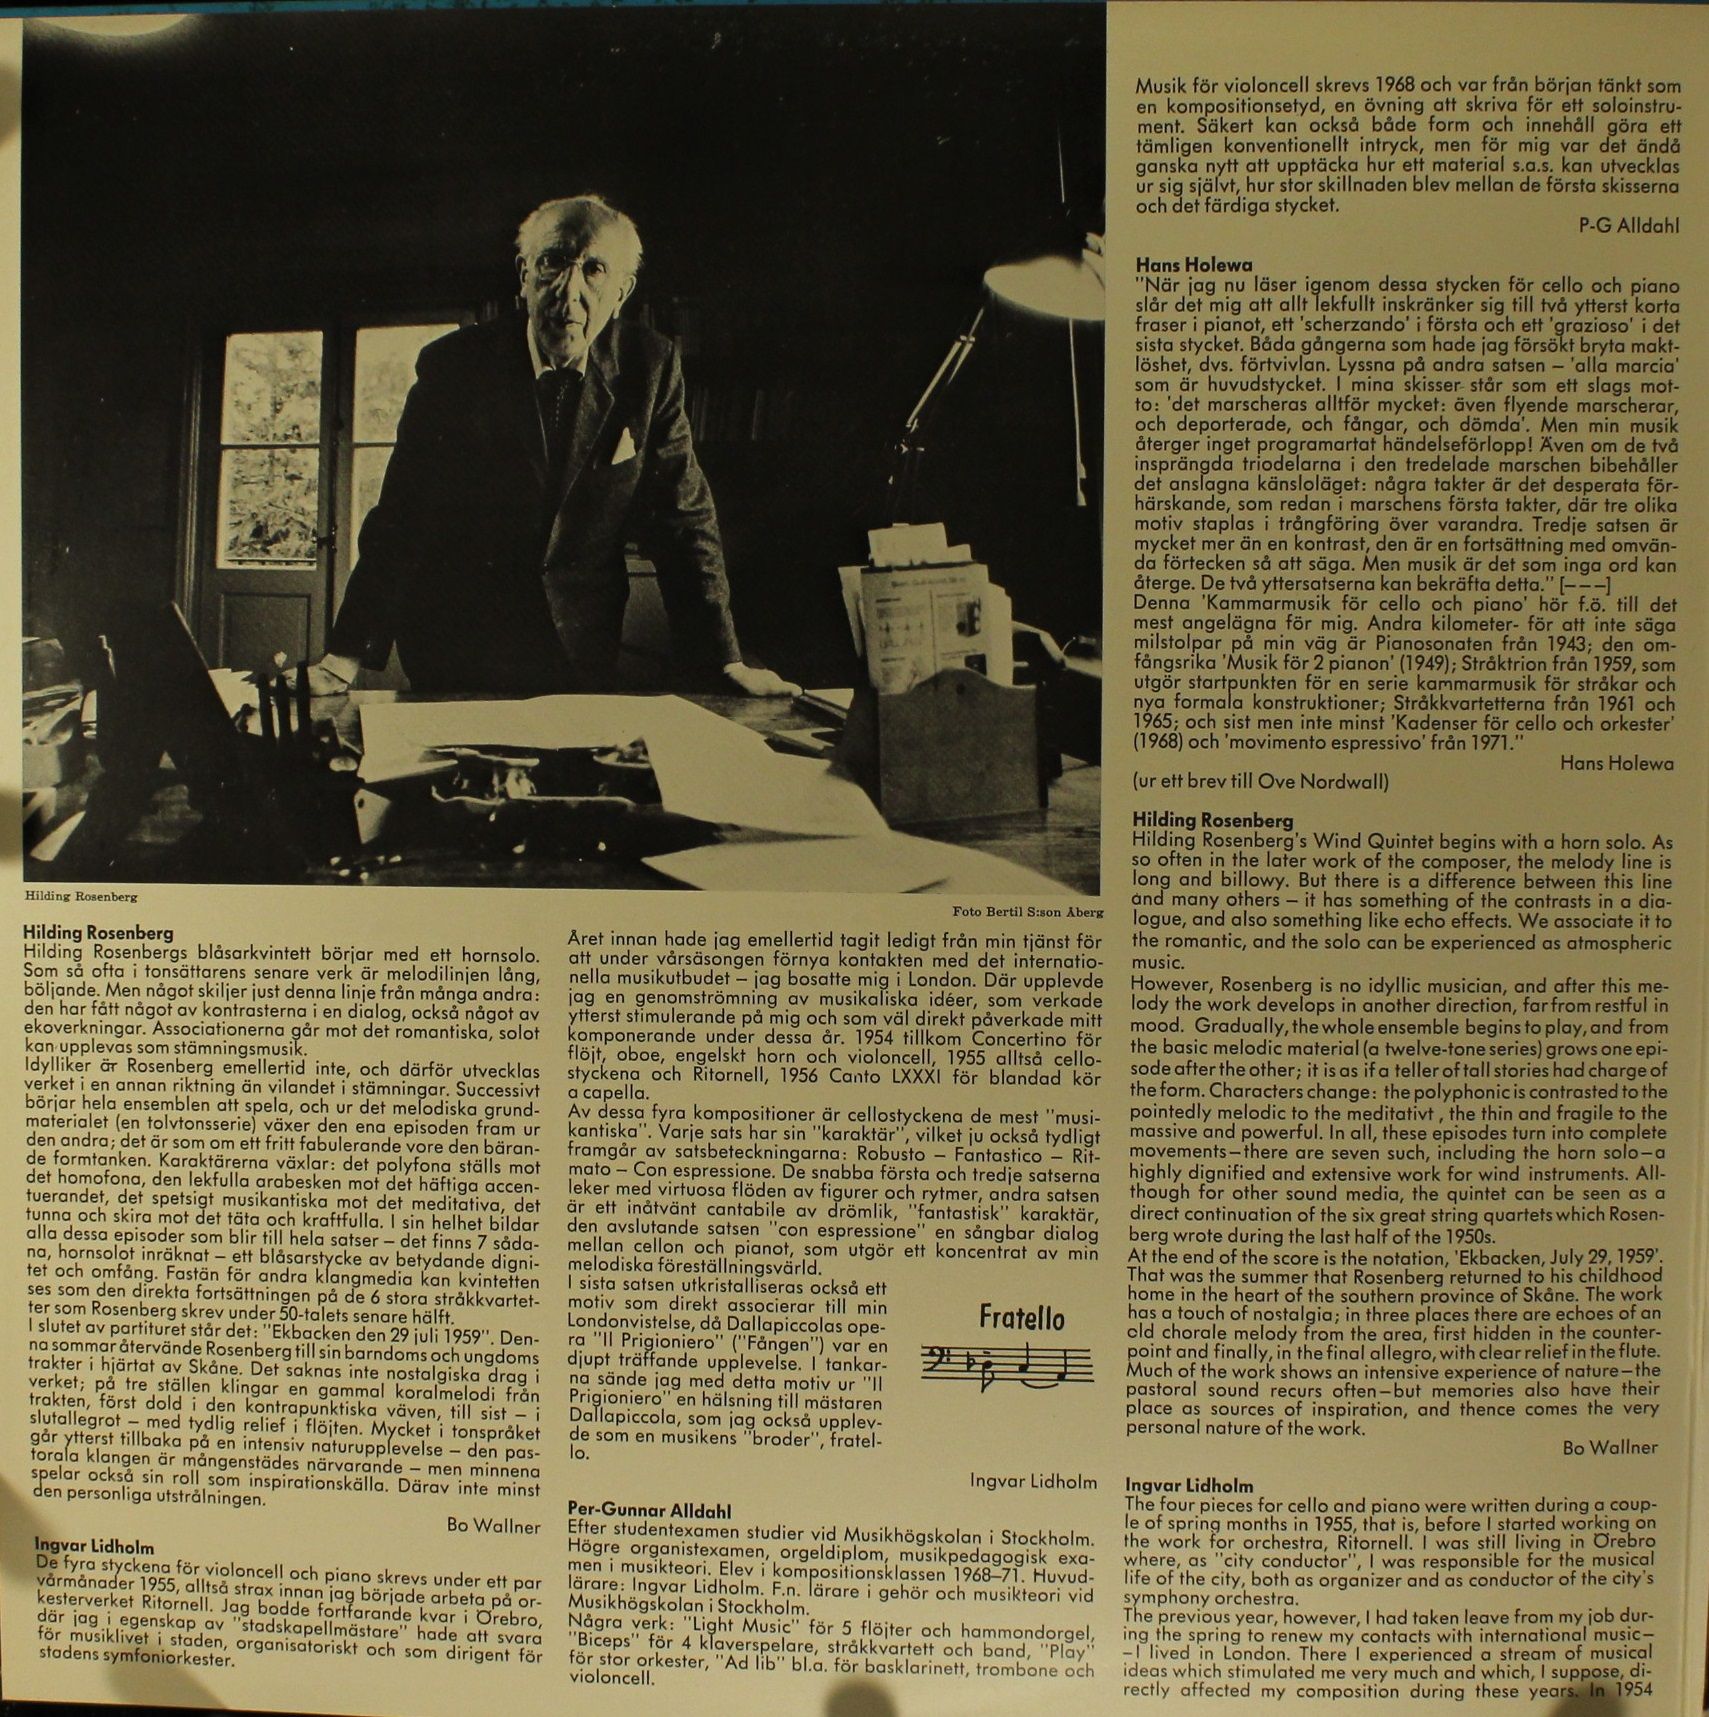 Hilding Rosenberg
Foto Bertil S:son Åberg
Hilding Rosenberg
Hilding Rosenbergs blåsarkvintett börjar med ett hornsolo.
Som så ofta i tonsättarens senare verk är melodilinjen lång,
böljande. Men något skiljer just denna linje från många andra:
den har fått något av kontrasterna i en dialog, också något av
ekoverkningar. Associationerna går mot det romantiska, solot
kan upplevas som stämningsmusik.
Idylliker är Rosenberg emellertid inte, och därför utvecklas
verket i en annan riktning än vilandet i stämningar. Successivt
börjar hela ensemblen att spela, och ur det melodiska grund-
materialet (en tolvtonsserie) växer den ena episoden fram ur
den andra; det är som om ett fritt fabulerande vore den bäran-
de formtanken. Karaktärerna växlar: det polyfona ställs mot
det homofona, den lekfulla arabesken mot det häftiga accen-
tuerandet, det spetsigt musikantiska mot det meditativa, det
tunna och skira mot det täta och kraftfulla. I sin helhet bildar
alla dessa episoder som blir till hela satser – det finns 7 såda-
na, hornsolot inräknat – ett blåsarstycke av betydande digni-
tet och omfång. Fastän för andra klangmedia kan kvintetten
ses som den direkta fortsättningen på de 6 stora stråkkvartet-
ter som Rosenberg skrev under 50-talets senare hälft.
I slutet av partituret står det: "Ekbacken den 29 juli 1959". Den-
na sommar återvände Rosenberg till sin barndoms och ungdoms
trakter i hjärtat av Skåne. Det saknas inte nostalgiska drag i
verket; på tre ställen klingar en gammal koralmelodi från
trakten, först dold i den kontrapunktiska väven, till sist – i
slutallegrot – med tydlig relief i flöjten. Mycket i tonspråket
går ytterst tillbaka på en intensiv naturupplevelse – den pas-
torala klangen är mångenstädes närvarande – men minnena
spelar också sin roll som inspirationskälla. Därav inte minst
den personliga utstrålningen.
Bo Wallner
Ingvar Lidholm
De fyra styckena för violoncell och piano skrevs under ett par
vårmånader 1955, alltså strax innan jag började arbeta på or-
kesterverket Ritornell. Jag bodde fortfarande kvar i Örebro,
där jag i egenskap av "stadskapellmästare" hade att svara
för musiklivet i staden, organisatoriskt och som dirigent för
stadens symfoniorkester.
Året innan hade jag emellertid tagit ledigt från min tjänst för
att under vårsäsongen förnya kontakten med det internatio-
nella musikutbudet – jag bosatte mig i London. Där upplevde
jag en genomströmning av musikaliska idéer, som verkade
ytterst stimulerande på mig och som väl direkt påverkade mitt
komponerande under dessa år. 1954 tillkom Concertino för
flöjt, oboe, engelskt horn och violoncell, 1955 alltså cello-
styckena och Ritornell, 1956 Canto LXXXI för blandad kör
a capella.
Av dessa fyra kompositioner är cellostyckena de mest "musi-
kantiska". Varje sats har sin "karaktär", vilket ju också tydligt
framgår av satsbeteckningarna: Robusto – Fantastico – Rit-
mato – Con espressione. De snabba första och tredje satserna
leker med virtuosa flöden av figurer och rytmer, andra satsen
är ett inåtvänt cantabile av drömlik, "fantastisk" karaktär,
den avslutande satsen "con espressione" en sångbar dialog
mellan cellon och pianot, som utgör ett koncentrat av min
melodiska föreställningsvärld.
I sista satsen utkristalliseras också ett
motiv som direkt associerar till min
Londonvistelse, då Dallapiccolas ope-
ra "Il Prigioniero" ("Fången") var en
djupt träffande upplevelse. I tankar-
na sände jag med detta motiv ur "Il
Prigioniero" en hälsning till mästaren
Dallapiccola, som jag också upplev-
de som en musikens "broder", fratel-
lo.
Fratello
Ingvar Lidholm
Per-Gunnar Alldahl
Efter studentexamen studier vid Musikhögskolan i Stockholm.
Högre organistexamen, orgeldiplom, musikpedagogisk exa-
men i musikteori. Elev i kompositionsklassen 1968–71. Huvud-
lärare: Ingvar Lidholm. F.n. lärare i gehör och musikteori vid
Musikhögskolan i Stockholm.
Några verk: "Light Music" för 5 flöjter och hammondorgel,
"Biceps" för 4 klaverspelare, stråkkvartett och band, "Play"
för stor orkester, "Ad lib" bl.a. för basklarinett, trombone och
violoncell.
Musik för violoncell skrevs 1968 och var från början tänkt som
en kompositionsetyd, en övning att skriva för ett soloinstru-
ment. Säkert kan också både form och innehåll göra ett
tämligen konventionellt intryck, men för mig var det ändå
ganska nytt att upptäcka hur ett material s.a.s. kan utvecklas
ur sig självt, hur stor skillnaden blev mellan de första skisserna
och det färdiga stycket.
P-G Alldahl
Hans Holewa
"När jag nu läser igenom dessa stycken för cello och piano
slår det mig att allt lekfullt inskränker sig till två ytterst korta
fraser i pianot, ett 'scherzando' i första och ett 'grazioso' i det
sista stycket. Båda gångerna som hade jag försökt bryta makt-
löshet, dvs. förtvivlan. Lyssna på andra satsen – 'alla marcia'
som är huvudstycket. I mina skisser står som ett slags mot-
to: 'det marscheras alltför mycket: även flyende marscherar,
och deporterade, och fångar, och dömda'. Men min musik
återger inget programartat händelseförlopp! Även om de två
insprängda triodelarna i den tredelade marschen bibehåller
det anslagna känsloläget: några takter är det desperata för-
härskande, som redan i marschens första takter, där tre olika
motiv staplas i trångföring över varandra. Tredje satsen är
mycket mer än en kontrast, den är en fortsättning med omvän-
da förtecken så att säga. Men musik är det som inga ord kan
återge. De två yttersatserna kan bekräfta detta." [– – –]
Denna 'Kammarmusik för cello och piano' hör f.ö. till det
mest angelägna för mig. Andra kilometer- för att inte säga
milstolpar på min väg är Pianosonaten från 1943; den om-
fångsrika 'Musik för 2 pianon' (1949); Stråktrion från 1959, som
utgör startpunkten för en serie kammarmusik för stråkar och
nya formala konstruktioner; Stråkkvartetterna från 1961 och
1965; och sist men inte minst 'Kadenser för cello och orkester'
(1968) och 'movimento espressivo' från 1971."
Hans Holewa
(ur ett brev till Ove Nordwall)
Hilding Rosenberg
Hilding Rosenberg's Wind Quintet begins with a horn solo. As
so often in the later work of the composer, the melody line is
long and billowy. But there is a difference between this line
and many others – it has something of the contrasts in a dia-
logue, and also something like echo effects. We associate it to
the romantic, and the solo can be experienced as atmospheric
music.
However, Rosenberg is no idyllic musician, and after this me-
lody the work develops in another direction, far from restful in
mood. Gradually, the whole ensemble begins to play, and from
the basic melodic material (a twelve-tone series) grows one epi-
sode after the other; it is as if a teller of tall stories had charge of
the form. Characters change: the polyphonic is contrasted to the
pointedly melodic to the meditativt , the thin and fragile to the
massive and powerful. In all, these episodes turn into complete
movements – there are seven such, including the horn solo – a
highly dignified and extensive work for wind instruments. All-
though for other sound media, the quintet can be seen as a
direct continuation of the six great string quartets which Rosen-
berg wrote during the last half of the 1950s.
At the end of the score is the notation, 'Ekbacken, July 29, 1959'.
That was the summer that Rosenberg returned to his childhood
home in the heart of the southern province of Skåne. The work
has a touch of nostalgia; in three places there are echoes of an
old chorale melody from the area, first hidden in the counter-
point and finally, in the final allegro, with clear relief in the flute.
Much of the work shows an intensive experience of nature – the
pastoral sound recurs often – but memories also have their
place as sources of inspiration, and thence comes the very
personal nature of the work.
Bo Wallner
Ingvar Lidholm
The four pieces for cello and piano were written during a coup-
le of spring months in 1955, that is, before I started working on
the work for orchestra, Ritornell. I was still living in Örebro
where, as "city conductor", I was responsible for the musical
life of the city, both as organizer and as conductor of the city's
symphony orchestra.
The previous year, however, I had taken leave from my job dur-
ing the spring to renew my contacts with international music –
– I lived in London. There I experienced a stream of musical
ideas which stimulated me very much and which, I suppose, di-
rectly affected my composition during these years. In 1954